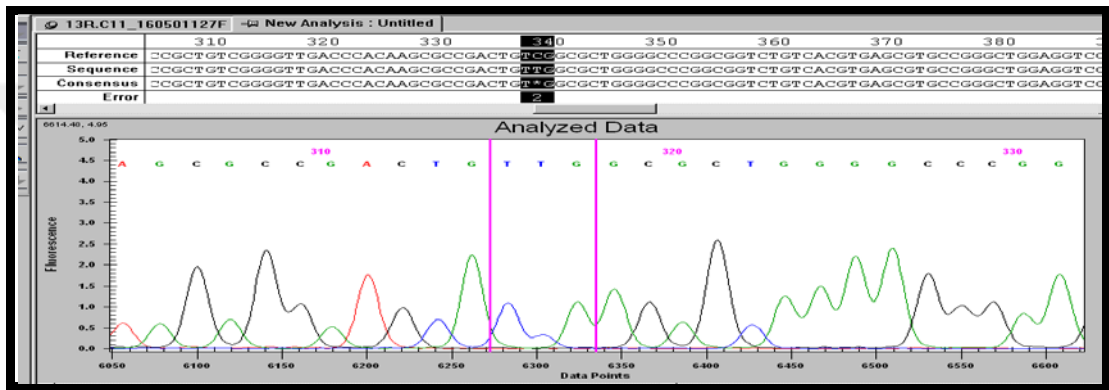 13R.C11_160501127F New Analysis : Untitled
310 320 330 340 350 360 370 380
Reference CCGCTGTCGGGGTTGACCCACAAGCGCCGACTGTCGGCGCTGGGGCCCGGCGGTCTGTCACGTGAGCGTGCCGGGCTGGAGGTCC
Sequence CCGCTGTCGGGGTTGACCCACAAGCGCCGACTGTTGGCGCTGGGGCCCGGCGGTCTGTCACGTGAGCGTGCCGGGCTGGAGGTCC
Consensus CCGCTGTCGGGGTTGACCCACAAGCGCCGACTGT*GGCGCTGGGGCCCGGCGGTCTGTCACGTGAGCGTGCCGGGCTGGAGGTCC
Error 2
6614.40, 4.95
Analyzed Data
5.0
310 320 330
4.5 A G C G C C G A C T G T T G G C G C T G G G G C C C G G
4.0
3.5
3.0
2.5
2.0
1.5
1.0
0.5
0.0
Fluorescence
6050 6100 6150 6200 6250 6300 6350 6400 6450 6500 6550 6600
Data Points